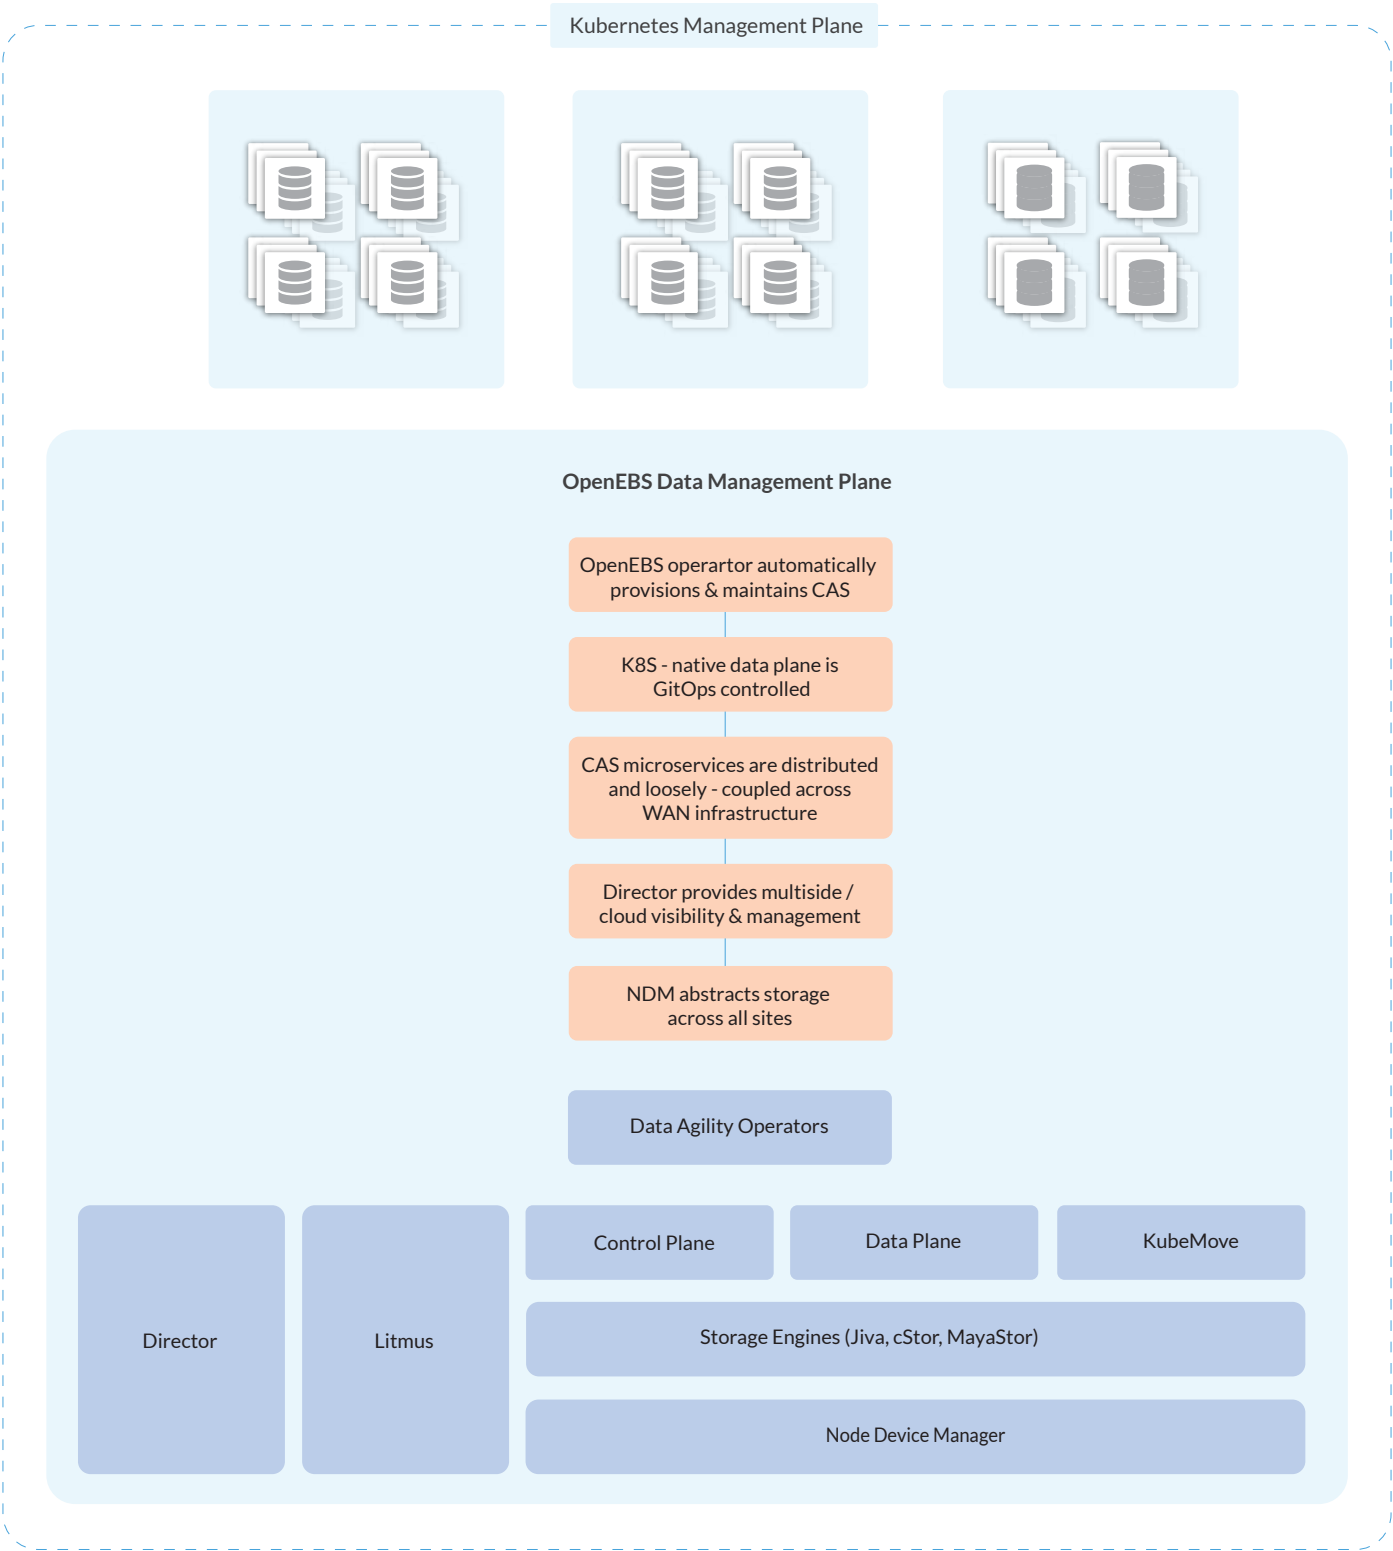 Kubernetes Management Plane
OpenEBS Data Management Plane
OpenEBS operartor automatically
provisions & maintains CAS
K8S - native data plane is
GitOps controlled
CAS microservices are distributed
and loosely - coupled across
WAN infrastructure
Director provides multiside /
cloud visibility & management
NDM abstracts storage
across all sites
Data Agility Operators
Director
Litmus
Control Plane
Data Plane
KubeMove
Storage Engines (Jiva, cStor, MayaStor)
Node Device Manager